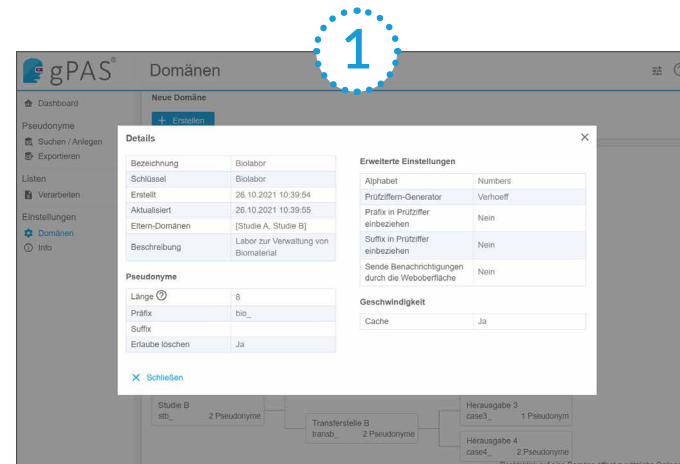 1
gPAS®
Domänen
Dashboard
Pseudonyme
Suchen / Anlegen
Exportieren
Listen
Verarbeiten
Einstellungen
Domänen
Info
Neue Domäne
+ Erstellen
Details
Bezeichnung Biolabor
Schlüssel Biolabor
Erstellt 26.10.2021 10:39:54
Aktualisiert 26.10.2021 10:39:55
Eltern-Domänen [Studie A, Studie B]
Beschreibung Labor zur Verwaltung von
Biomaterial
Pseudonyme
Länge 8
Präfix bio_
Suffix
Erlaube löschen Ja
Erweiterte Einstellungen
Alphabet Numbers
Prüfziffern-Generator Verhoeff
Präfix in Prüfziffer
einbeziehen Nein
Suffix in Prüfziffer
einbeziehen Nein
Sende Benachrichtigungen
durch die Weboberfläche Nein
Geschwindigkeit
Cache Ja
Schließen
Studie B
stb_ 2 Pseudonyme
Transferstelle B
transb_ 2 Pseudonyme
Herausgabe 3
case3_ 1 Pseudonym
Herausgabe 4
case4_ 2 Pseudonyme